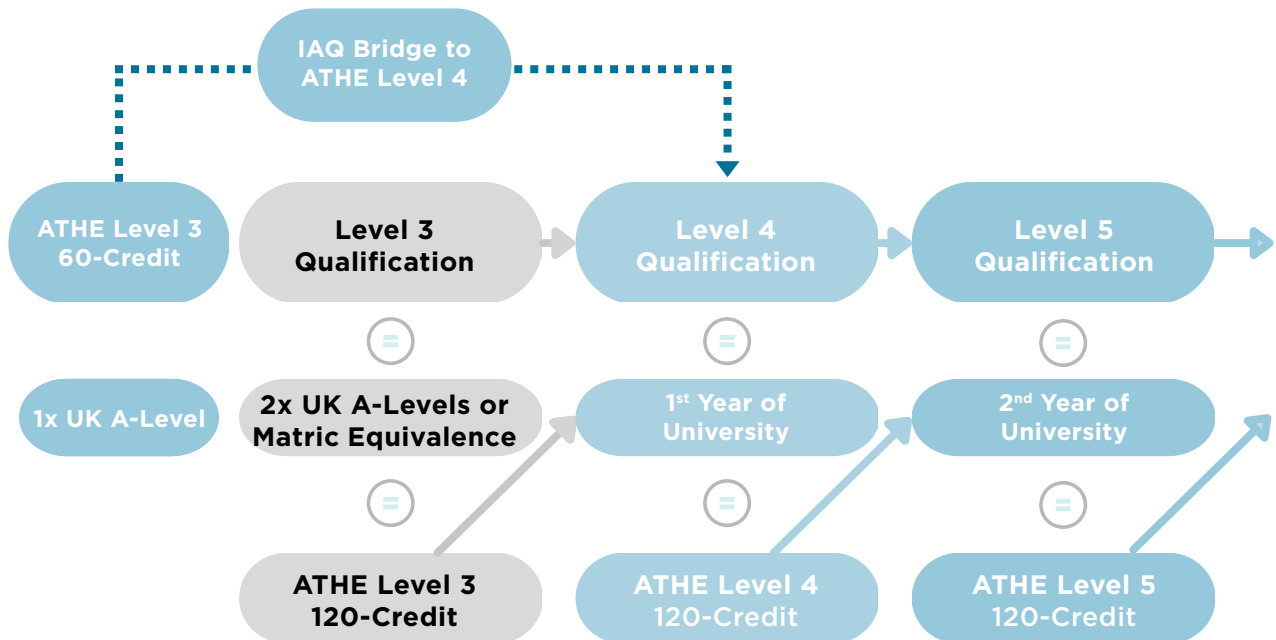 IAQ Bridge to
ATHE Level 4
ATHE Level 3
60-Credit
Level 3
Qualification
Level 4
Qualification
Level 5
Qualification
=
=
=
1x UK A-Level
2x UK A-Levels or
Matric Equivalence
1st Year of
University
2nd Year of
University
=
=
=
ATHE Level 3
120-Credit
ATHE Level 4
120-Credit
ATHE Level 5
120-Credit